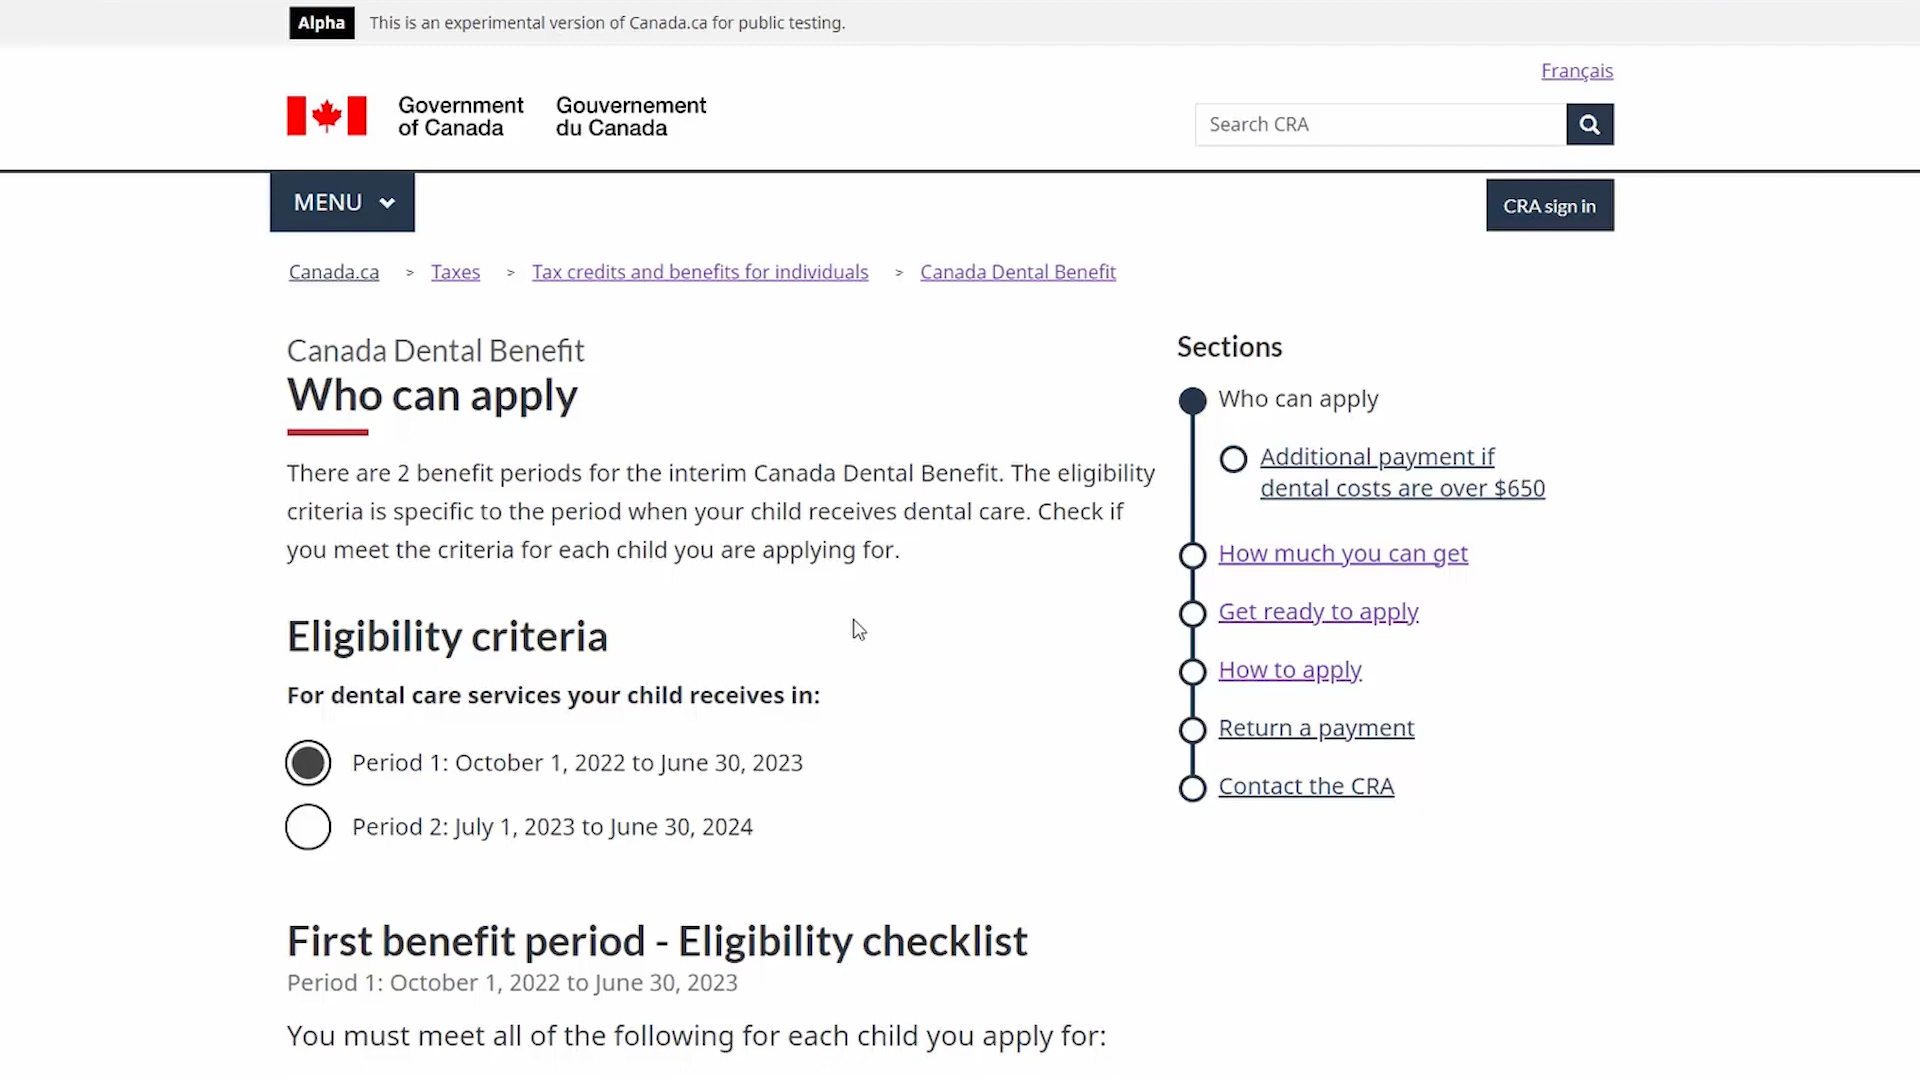 Alpha This is an experimental version of Canada.ca for public testing.
Français
Government of Canada
Gouvernement du Canada
Search CRA
MENU
CRA sign in
Canada.ca > Taxes > Tax credits and benefits for individuals > Canada Dental Benefit
Canada Dental Benefit
Who can apply
There are 2 benefit periods for the interim Canada Dental Benefit. The eligibility
criteria is specific to the period when your child receives dental care. Check if
you meet the criteria for each child you are applying for.
Eligibility criteria
For dental care services your child receives in:
Period 1: October 1, 2022 to June 30, 2023
Period 2: July 1, 2023 to June 30, 2024
First benefit period - Eligibility checklist
Period 1: October 1, 2022 to June 30, 2023
You must meet all of the following for each child you apply for:
Sections
Who can apply
Additional payment if
dental costs are over $650
How much you can get
Get ready to apply
How to apply
Return a payment
Contact the CRA